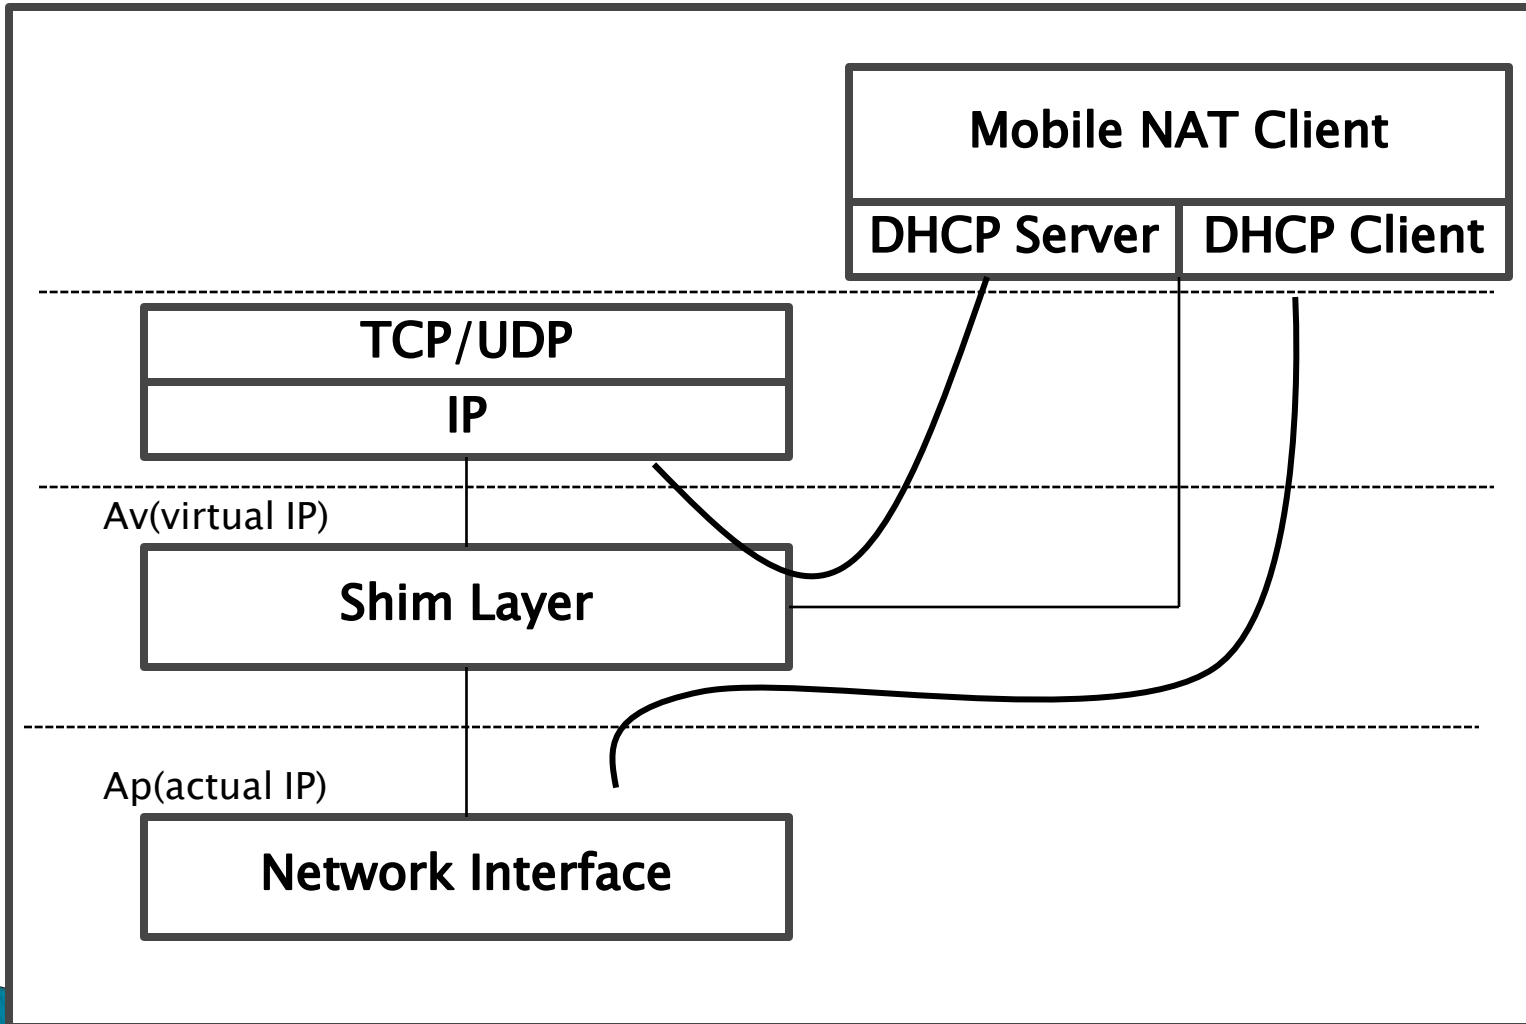 Mobile NAT Client
DHCP Server
DHCP Client
TCP/UDP
IP
Av(virtual IP)
Shim Layer
Ap(actual IP)
Network Interface